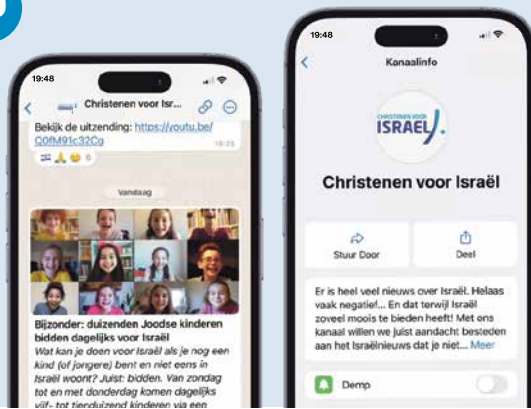 19:48
Christenen voor Isr...
Bekijk de uitzending: https://youtu.be/
Q0fM91c32Cg
19:25
6
Vandaag
Bijzonder: duizenden Joodse kinderen
bidden dagelijks voor Israël
Wat kan je doen voor Israël als je nog een
kind (of jongere) bent en niet eens in
Israël woont? Juist: bidden. Van zondag
tot en met donderdag komen dagelijks
vijf- tot tienduizend kinderen via een
19:48
Kanaalinfo
CHRISTENEN VOOR
ISRAËL
Christenen voor Israël
Stuur Door
Deel
Er is heel veel nieuws over Israël. Helaas
vaak negatief... En dat terwijl Israël
zoveel moois te bieden heeft! Met ons
kanaal willen we juist aandacht besteden
aan het Israëlnieuws dat je niet... Meer
Demp